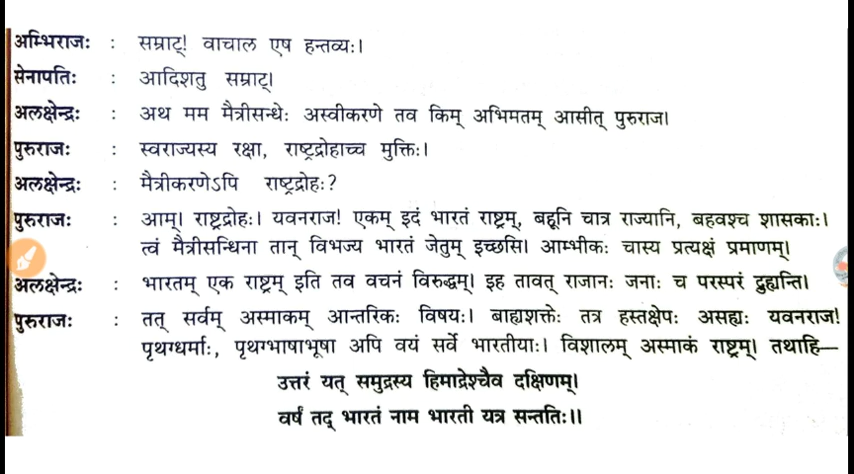 अम्भिराजः : सम्राट्! वाचाल एष हन्तव्यः।
सेनापतिः : आदिशतु सम्राट्।
अलक्षेन्द्रः : अथ मम मैत्रीसन्धेः अस्वीकरणे तव किम् अभिमतम् आसीत् पुरुराज।
पुरुराजः : स्वराज्यस्य रक्षा, राष्ट्रद्रोहाच्च मुक्तिः।
अलक्षेन्द्रः : मैत्रीकरणेऽपि राष्ट्रद्रोहः?
पुरुराजः : आम्। राष्ट्रद्रोहः। यवनराज! एकम् इदं भारतं राष्ट्रम्, बहूनि चात्र राज्यानि, बहवश्च शासकाः।
त्वं मैत्रीसन्धिना तान् विभज्य भारतं जेतुम् इच्छसि। आम्भीकः चास्य प्रत्यक्षं प्रमाणम्।
अलक्षेन्द्रः : भारतम् एक राष्ट्रम् इति तव वचनं विरुद्धम्। इह तावत् राजानः जनाः च परस्परं द्रुह्यन्ति।
पुरुराजः : तत् सर्वम् अस्माकम् आन्तरिकः विषयः। बाह्यशक्तेः तत्र हस्तक्षेपः असह्यः यवनराज!
पृथग्धर्माः, पृथग्भाषाभूषा अपि वयं सर्वे भारतीयाः। विशालम् अस्माकं राष्ट्रम्। तथाहि—
उत्तरं यत् समुद्रस्य हिमाद्रेश्चैव दक्षिणम्।
वर्षं तद् भारतं नाम भारती यत्र सन्ततिः।।